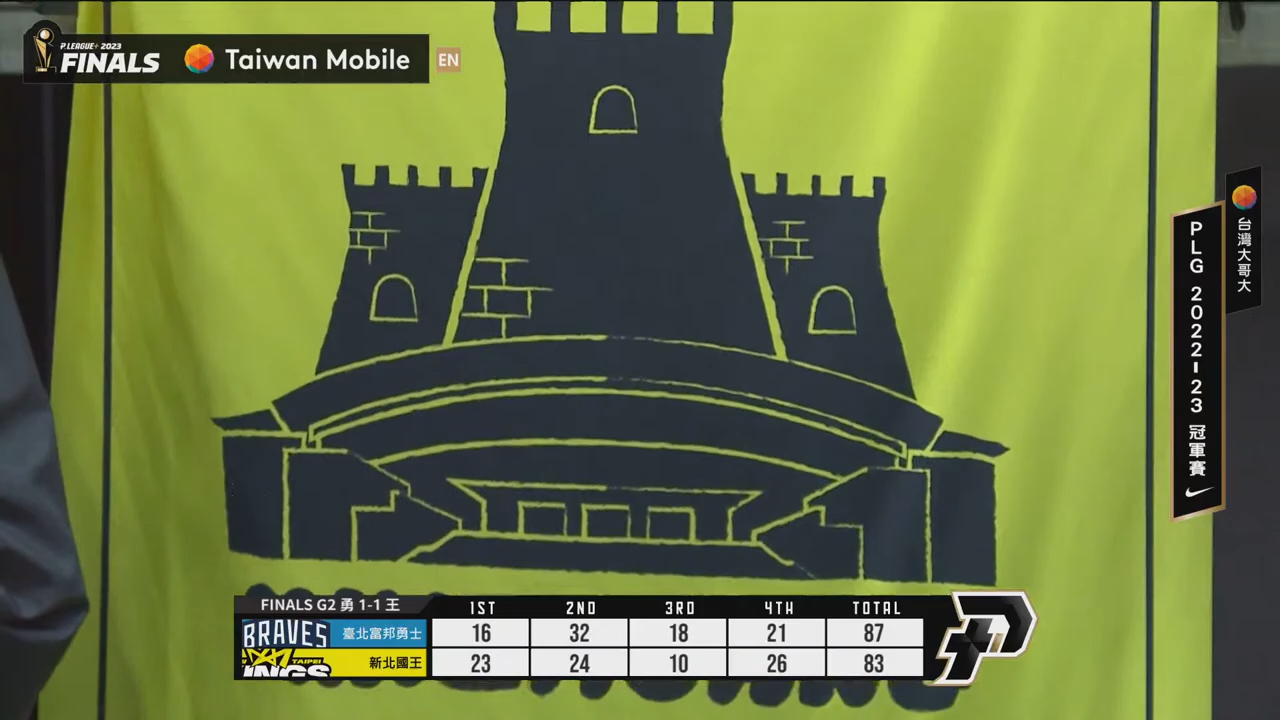 P.LEAGUE+ 2023
FINALS
Taiwan Mobile
EN
台灣大哥大
PLG 2022-23 冠軍賽
FINALS G2 勇 1-1 王
1ST 2ND 3RD 4TH TOTAL
BRAVES 臺北富邦勇士 16 32 18 21 87
TAIPEI
KINGS 新北國王 23 24 10 26 83